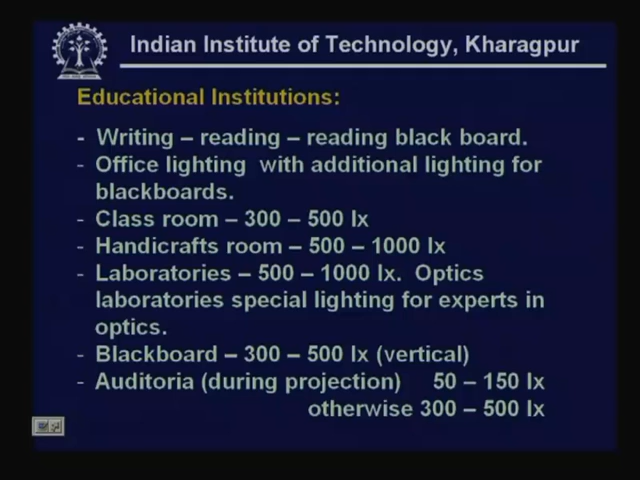 Indian Institute of Technology, Kharagpur
Educational Institutions:
- Writing – reading – reading black board.
- Office lighting with additional lighting for
blackboards.
- Class room – 300 – 500 lx
- Handicrafts room – 500 – 1000 lx
- Laboratories – 500 – 1000 lx. Optics
laboratories special lighting for experts in
optics.
- Blackboard – 300 – 500 lx (vertical)
- Auditoria (during projection) 50 – 150 lx
otherwise 300 – 500 lx